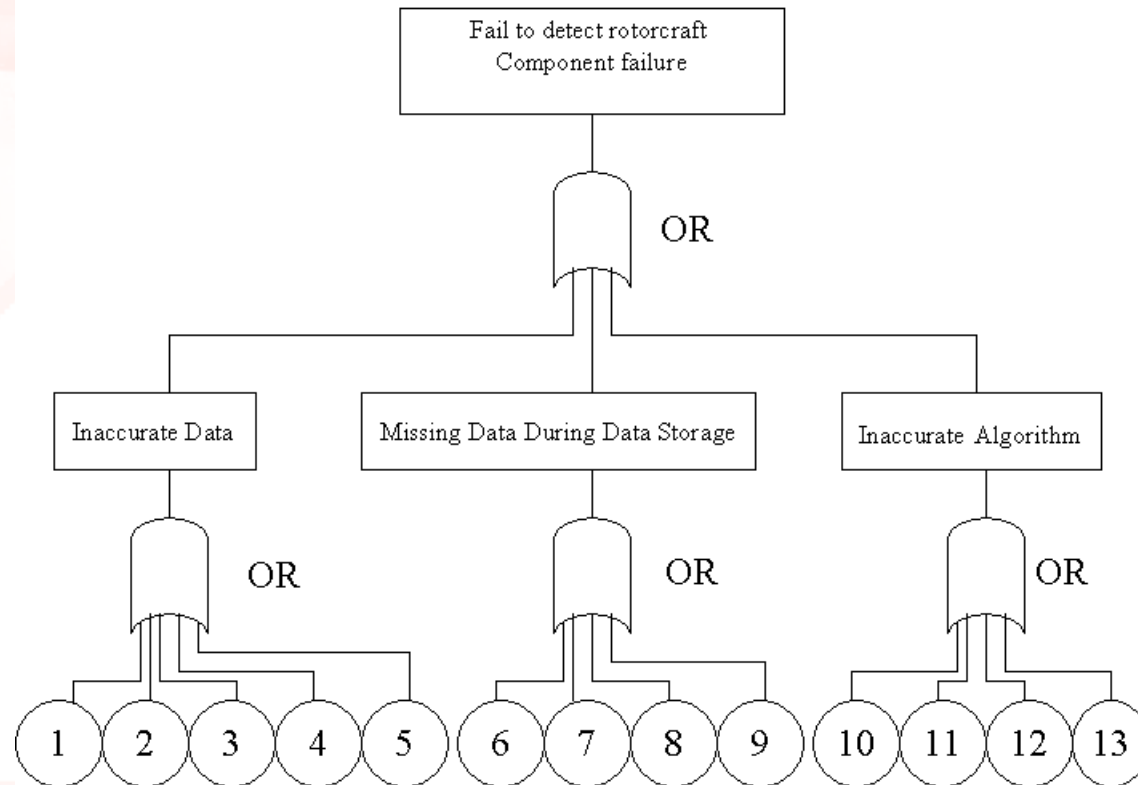 Fail to detect rotorcraft
Component failure
OR
Inaccurate Data
Missing Data During Data Storage
Inaccurate Algorithm
OR
OR
OR
1
2
3
4
5
6
7
8
9
10
11
12
13